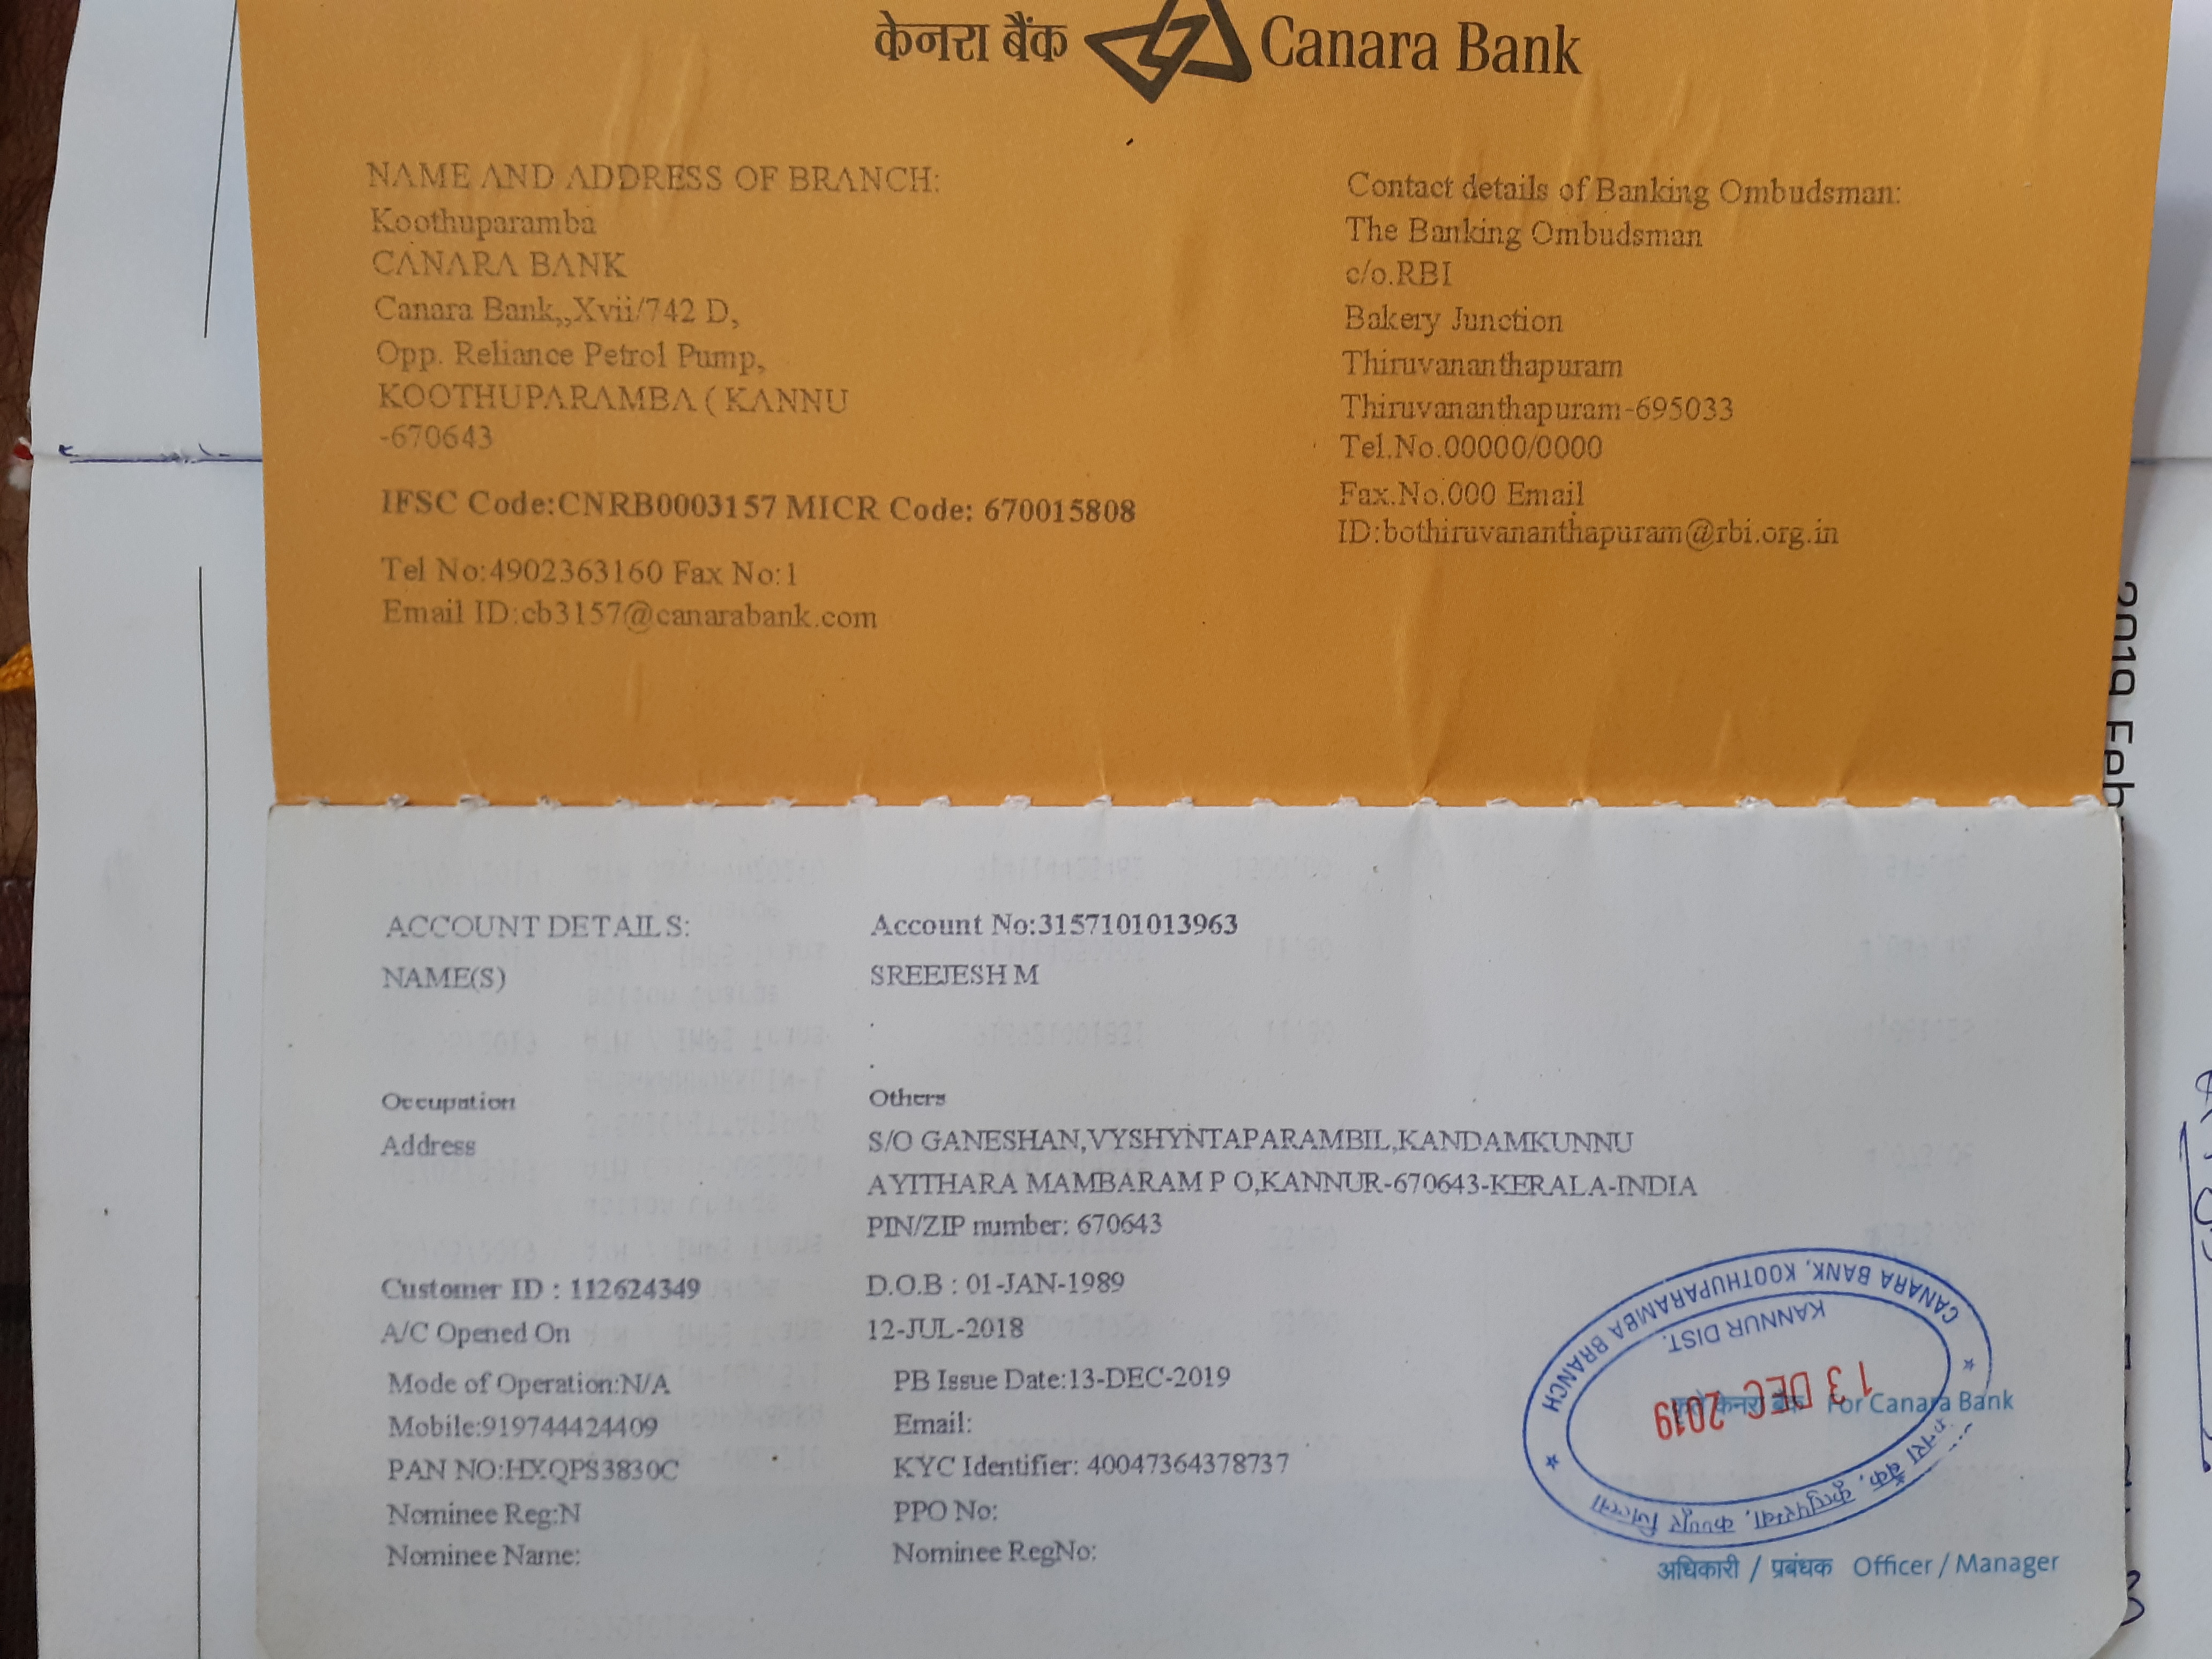 केनरा बैंक Canara Bank
NAME AND ADDRESS OF BRANCH:
Koothuparamba
CANARA BANK
Canara Bank,,Xvii/742 D,
Opp. Reliance Petrol Pump,
KOOTHUPARAMBA ( KANNU
-670643
IFSC Code:CNRB0003157 MICR Code: 670015808
Tel No:4902363160 Fax No:1
Email ID:cb3157@canarabank.com
Contact details of Banking Ombudsman:
The Banking Ombudsman
c/o.RBI
Bakery Junction
Thiruvananthapuram
Thiruvananthapuram-695033
Tel.No.00000/0000
Fax.No.000 Email
ID:bothiruvananthapuram@rbi.org.in
ACCOUNT DETAILS: Account No:3157101013963
NAME(S) SREEJESH M
Occupation Others
Address S/O GANESHAN,VYSHYNTAPARAMBIL,KANDAMKUNNU
AYITHARA MAMBARAM P O,KANNUR-670643-KERALA-INDIA
PIN/ZIP number: 670643
Customer ID : 112624349 D.O.B : 01-JAN-1989
A/C Opened On 12-JUL-2018
Mode of Operation:N/A PB Issue Date:13-DEC-2019
Mobile:919744424409 Email:
PAN NO:HXQPS3830C KYC Identifier: 40047364378737
Nominee Reg:N PPO No:
Nominee Name: Nominee RegNo:
CANARA BANK, KOOTHUPARAMBA BRANCH
KANNUR DIST.
13 DEC 2019
For Canara Bank
अधिकारी / प्रबंधक Officer / Manager
2019